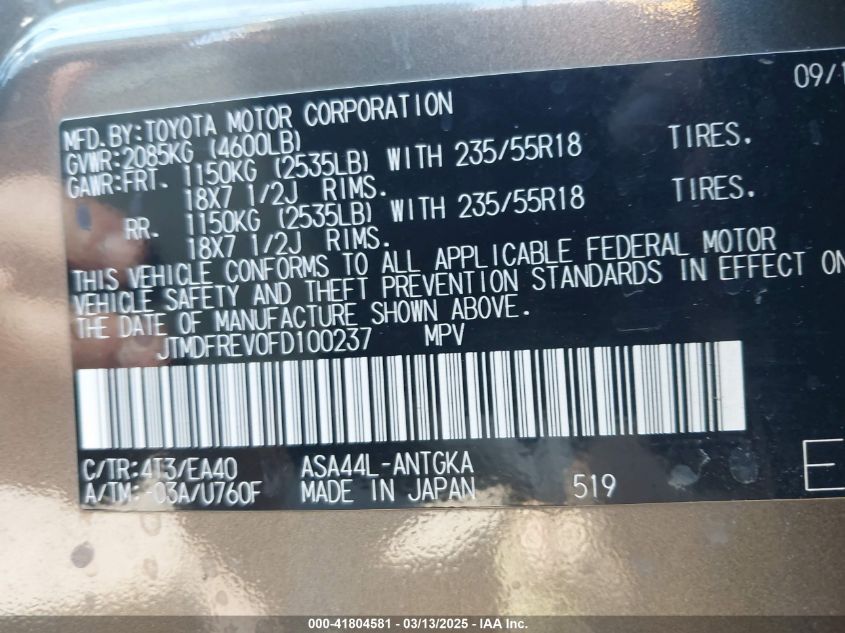 09/1
MFD.BY:TOYOTA MOTOR CORPORATION
GVWR:2085KG (4600LB)
GAWR:FRT. 1150KG (2535LB) WITH 235/55R18 TIRES.
18X7 1/2J RIMS.
RR. 1150KG (2535LB) WITH 235/55R18 TIRES.
18X7 1/2J RIMS.
THIS VEHICLE CONFORMS TO ALL APPLICABLE FEDERAL MOTOR
VEHICLE SAFETY AND THEFT PREVENTION STANDARDS IN EFFECT ON
THE DATE OF MANUFACTURE SHOWN ABOVE.
JTMDFREV0FD100237 MPV
C/TR:4T3/EA40 ASA44L-ANTGKA
A/TM:-03A/U760F MADE IN JAPAN 519
E
000-41804581 - 03/13/2025 - IAA Inc.